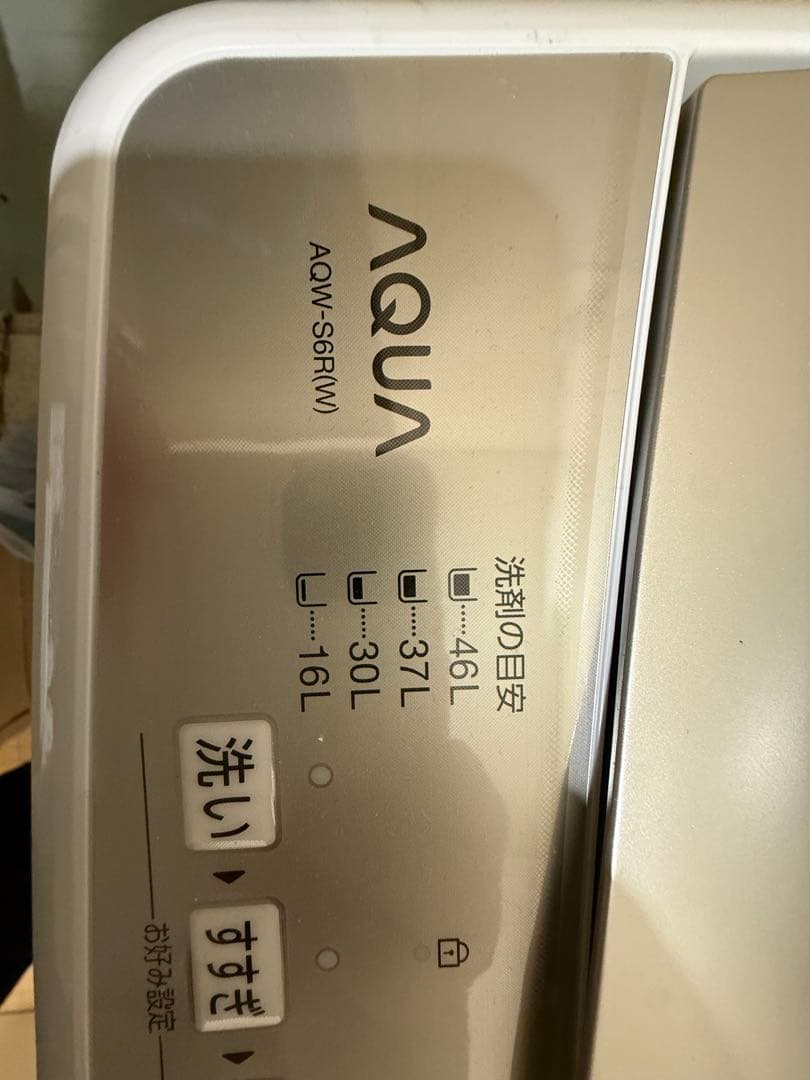 AQUA
AQW-S6R(W)
洗剤の目安
……46L
……37L
……30L
……16L
洗い
すすぎ
お好み設定